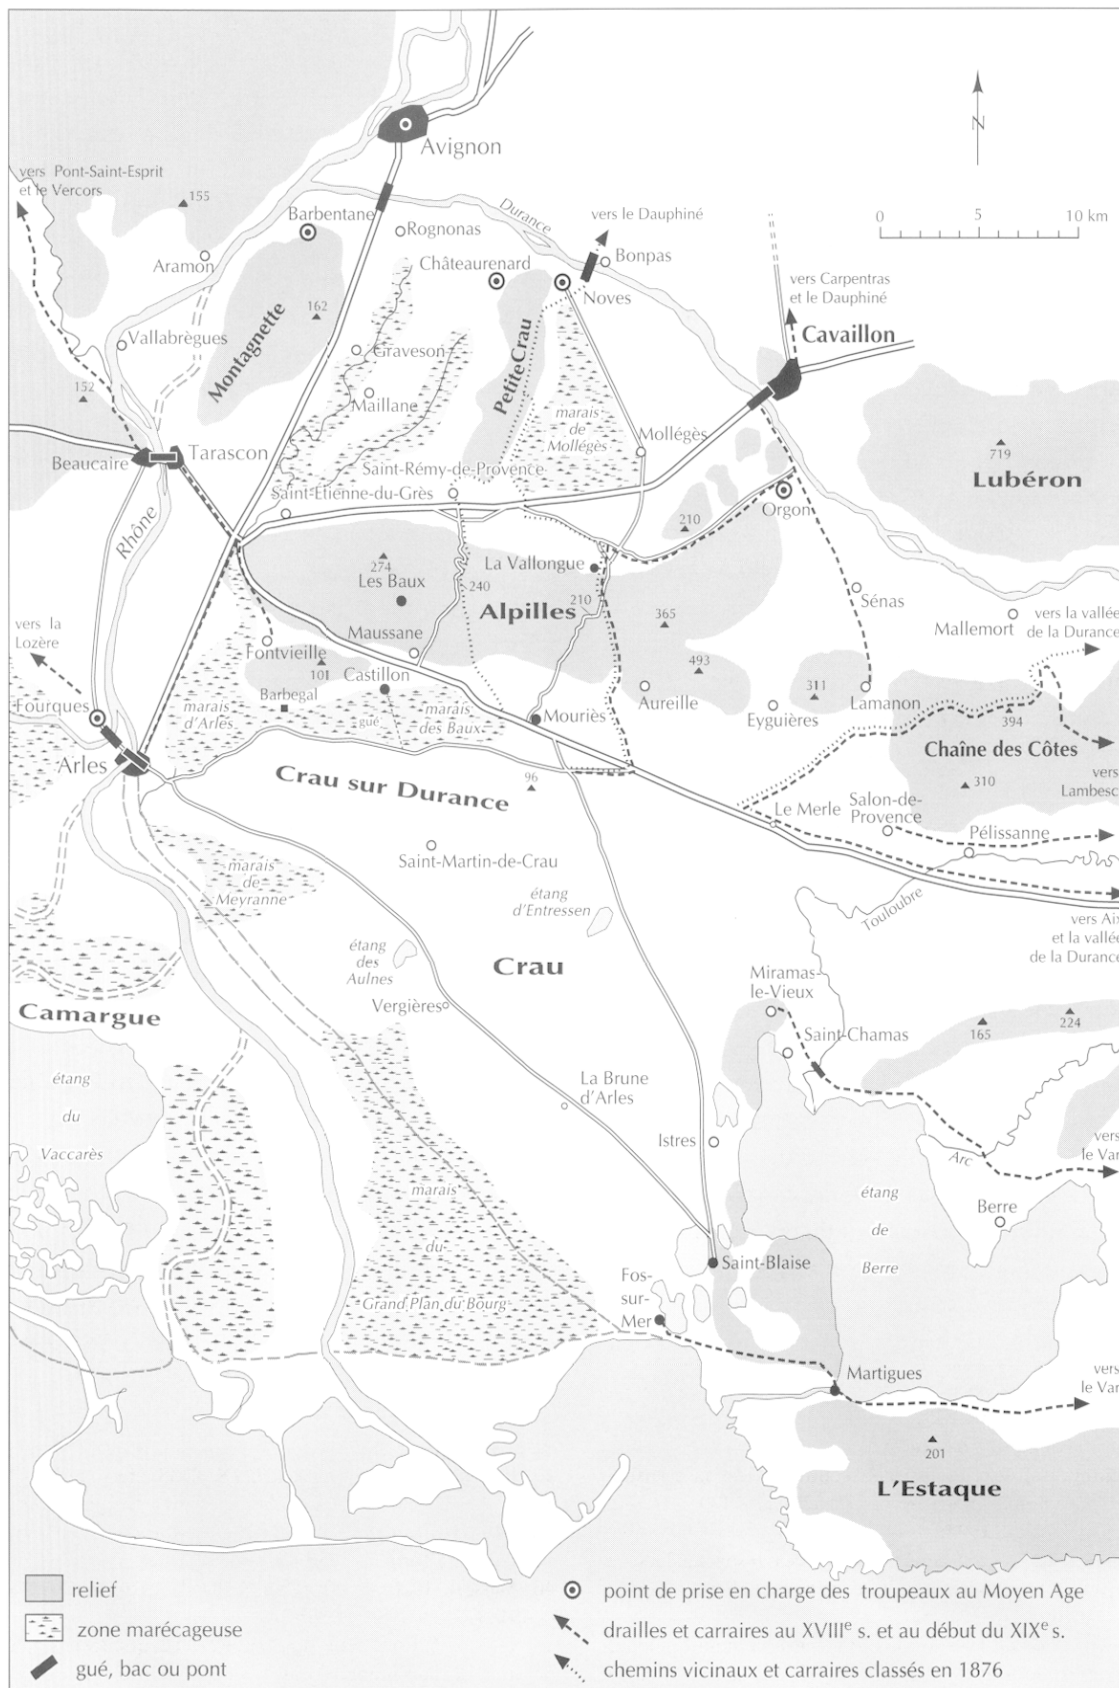 Avignon
N
vers Pont-Saint-Esprit
et le Vercors
155
Barbentane
Rognonas
Durance
vers le Dauphiné
0 5 10 km
Aramon
Châteaurenard
Bonpas
Noves
vers Carpentras
et le Dauphiné
Vallabrègues
162
Montagnette
Graveson
Petite Crau
Cavaillon
152
Maillane
marais
de
Mollégès
Mollégès
719
Lubéron
Beaucaire
Tarascon
Saint-Rémy-de-Provence
Saint-Etienne-du-Grès
Orgon
210
Rhône
274
Les Baux
La Vallongue
240
210
Alpilles
365
Sénas
Mallemort
vers la vallée
de la Durance
vers la
Lozère
Fontvieille
Maussane
101
Castillon
493
311
Fourques
marais
d'Arles
Barbegal
gué
marais
des Baux
Mouriès
Aureille
Eyguières
Lamanon
394
Chaîne des Côtes
Arles
Crau sur Durance
96
310
vers
Lambesc
Le Merle
Salon-de-
Provence
Pélissanne
Saint-Martin-de-Crau
marais
de
Meyranne
étang
d'Entressen
Touloubre
vers Aix
et la vallée
de la Durance
étang
des
Aulnes
Crau
Miramas-
le-Vieux
Vergières
Camargue
Saint-Chamas
165
224
étang
du
Vaccarès
La Brune
d'Arles
Istres
Arc
vers
le Var
marais
du
Grand Plan du Bourg
étang
de
Berre
Berre
Saint-Blaise
Fos-
sur-
Mer
Martigues
vers
le Var
201
L'Estaque
relief
zone marécageuse
gué, bac ou pont
point de prise en charge des troupeaux au Moyen Age
drailles et carraires au XVIIIe s. et au début du XIXe s.
chemins vicinaux et carraires classés en 1876